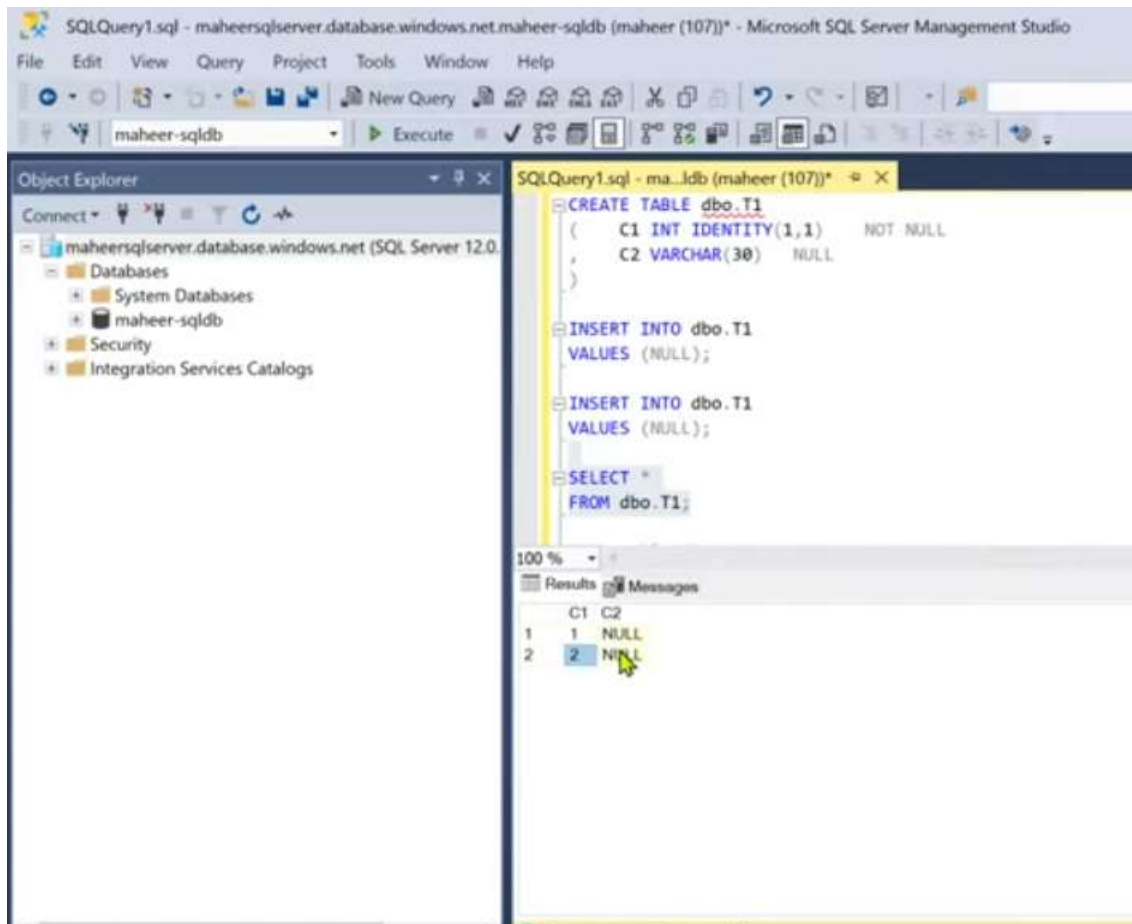 SQLQuery1.sql - maheersqlserver.database.windows.net.maheer-sqldb (maheer (107))* - Microsoft SQL Server Management Studio
File Edit View Query Project Tools Window Help
New Query
maheer-sqldb Execute
Object Explorer
Connect
maheersqlserver.database.windows.net (SQL Server 12.0.
Databases
System Databases
maheer-sqldb
Security
Integration Services Catalogs
SQLQuery1.sql - ma...ldb (maheer (107))*
CREATE TABLE dbo.T1
( C1 INT IDENTITY(1,1) NOT NULL
, C2 VARCHAR(30) NULL
)
INSERT INTO dbo.T1
VALUES (NULL);
INSERT INTO dbo.T1
VALUES (NULL);
SELECT *
FROM dbo.T1;
100 %
Results Messages
C1 C2
1 1 NULL
2 2 NULL